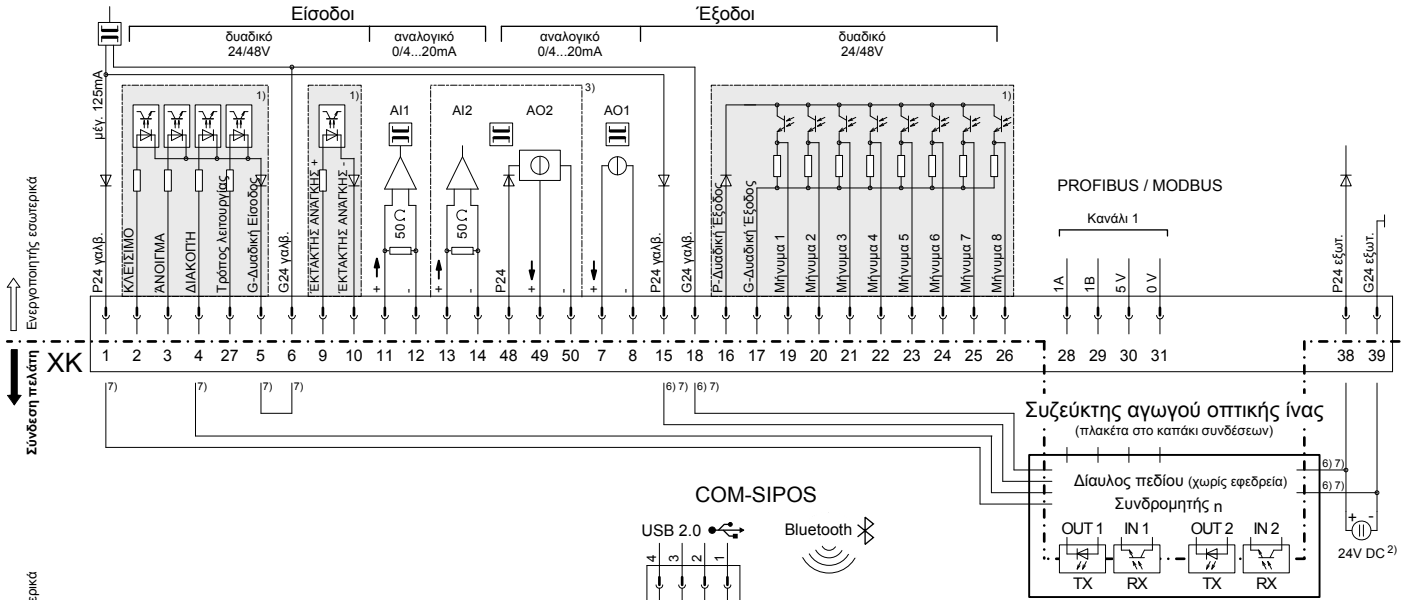 Είσοδοι
Έξοδοι
δυαδικό
24/48V
αναλογικό
0/4...20mA
αναλογικό
0/4...20mA
δυαδικό
24/48V
μέγ. 125mA
1)
1)
3)
1)
AI1
AI2
AO2
AO1
50Ω
50Ω
PROFIBUS / MODBUS
Κανάλι 1
Ενεργοποιητής εσωτερικά
P24 γαλβ.
ΚΛΕΙΣΙΜΟ
ΑΝΟΙΓΜΑ
ΔΙΑΚΟΠΗ
Τρόπος λειτουργίας
G-Δυαδική Είσοδος
G24 γαλβ.
ΈΚΤΑΚΤΗΣ ΑΝΑΓΚΗΣ +
ΈΚΤΑΚΤΗΣ ΑΝΑΓΚΗΣ -
+
-
+
-
P24
+
-
+
-
P24 γαλβ.
G24 γαλβ.
P-Δυαδική Έξοδος
G-Δυαδική Έξοδος
Μήνυμα 1
Μήνυμα 2
Μήνυμα 3
Μήνυμα 4
Μήνυμα 5
Μήνυμα 6
Μήνυμα 7
Μήνυμα 8
1A
1B
5 V
0 V
P24 εξωτ.
G24 εξωτ.
XK
1 2 3 4 27 5 6 9 10 11 12 13 14 48 49 50 7 8 15 18 16 17 19 20 21 22 23 24 25 26 28 29 30 31 38 39
Σύνδεση πελάτη
7)
7)
7)
7)
6) 7)
6) 7)
Συζεύκτης αγωγού οπτικής ίνας
(πλακέτα στο καπάκι συνδέσεων)
Δίαυλος πεδίου (χωρίς εφεδρεία)
Συνδρομητής n
6) 7)
6) 7)
OUT 1 IN 1 OUT 2 IN 2
TX RX TX RX
+ -
24V DC 2)
COM-SIPOS
USB 2.0
Bluetooth
4 3 2 1